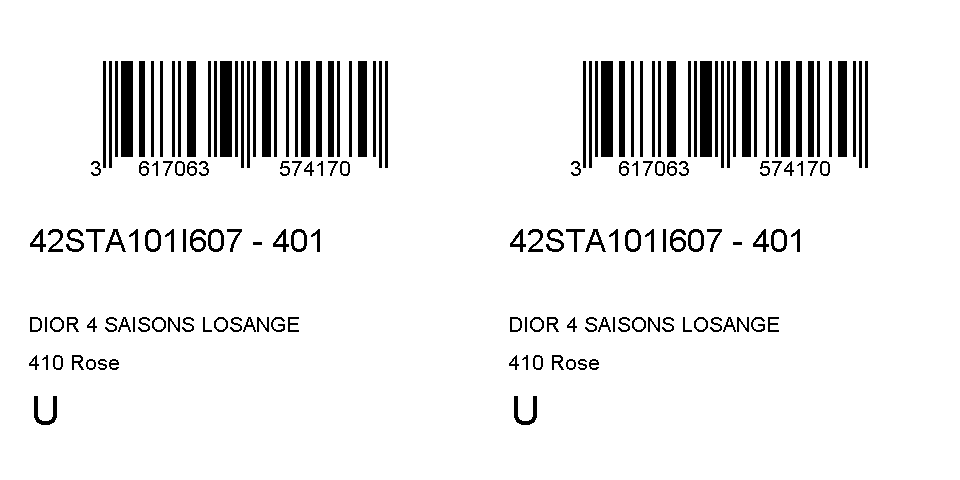 3 617063 574170
42STA101I607 - 401
DIOR 4 SAISONS LOSANGE
410 Rose
U
3 617063 574170
42STA101I607 - 401
DIOR 4 SAISONS LOSANGE
410 Rose
U